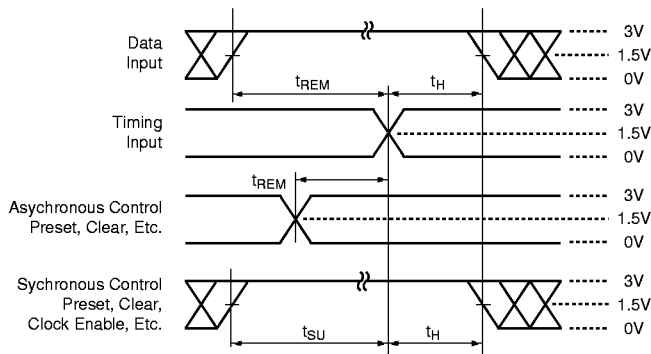 Data
Input
3V
1.5V
0V
tREM
tH
Timing
Input
3V
1.5V
0V
tREM
Asychronous Control
Preset, Clear, Etc.
3V
1.5V
0V
Sychronous Control
Preset, Clear,
Clock Enable, Etc.
3V
1.5V
0V
tSU
tH